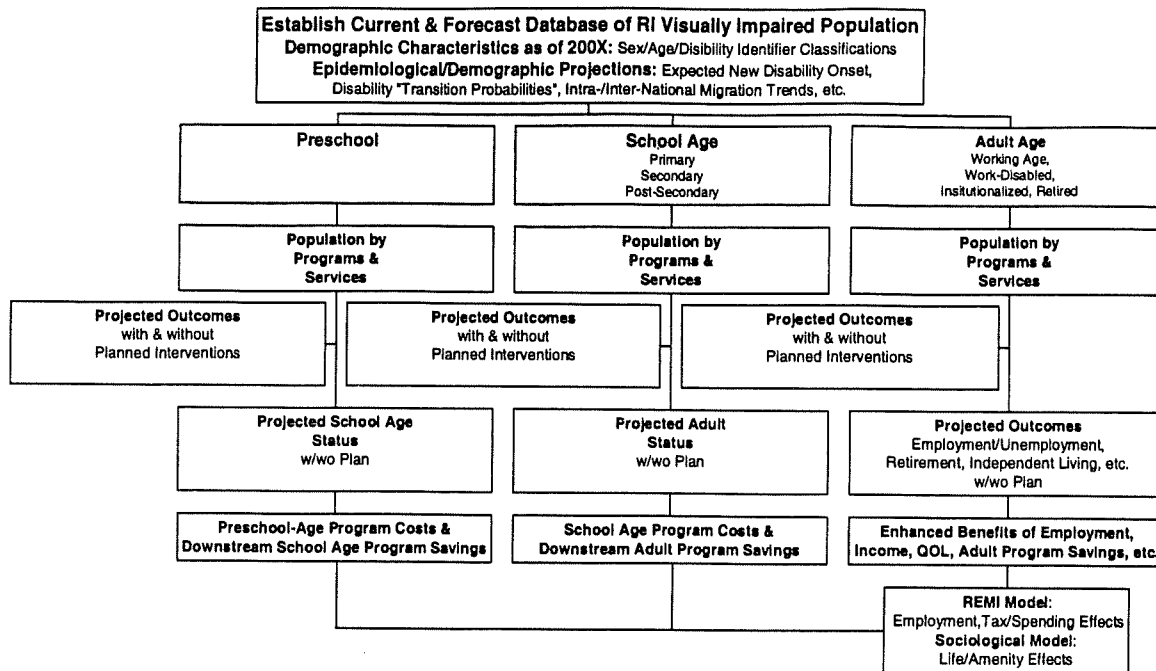 Establish Current & Forecast Database of RI Visually Impaired Population
Demographic Characteristics as of 200X: Sex/Age/Disibility Identifier Classifications
Epidemiological/Demographic Projections: Expected New Disability Onset,
Disability "Transition Probabilities", Intra-/Inter-National Migration Trends, etc.
Preschool
School Age
Primary
Secondary
Post-Secondary
Adult Age
Working Age,
Work-Disabled,
Insitutionalized, Retired
Population by
Programs &
Services
Population by
Programs &
Services
Population by
Programs &
Services
Projected Outcomes
with & without
Planned Interventions
Projected Outcomes
with & without
Planned Interventions
Projected Outcomes
with & without
Planned Interventions
Projected School Age
Status
w/wo Plan
Projected Adult
Status
w/wo Plan
Projected Outcomes
Employment/Unemployment,
Retirement, Independent Living, etc.
w/wo Plan
Preschool-Age Program Costs &
Downstream School Age Program Savings
School Age Program Costs &
Downstream Adult Program Savings
Enhanced Benefits of Employment,
Income, QOL, Adult Program Savings, etc.
REMI Model:
Employment,Tax/Spending Effects
Sociological Model:
Life/Amenity Effects